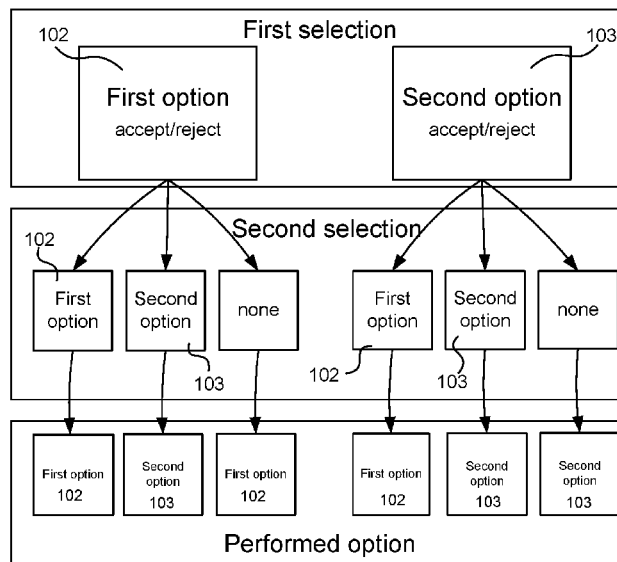 First selection
102
103
First option
accept/reject
Second option
accept/reject
Second selection
102
First
option
Second
option
none
First
option
Second
option
none
103
102
103
First option
102
Second
option
103
First option
102
First option
102
Second
option
103
Second
option
103
Performed option